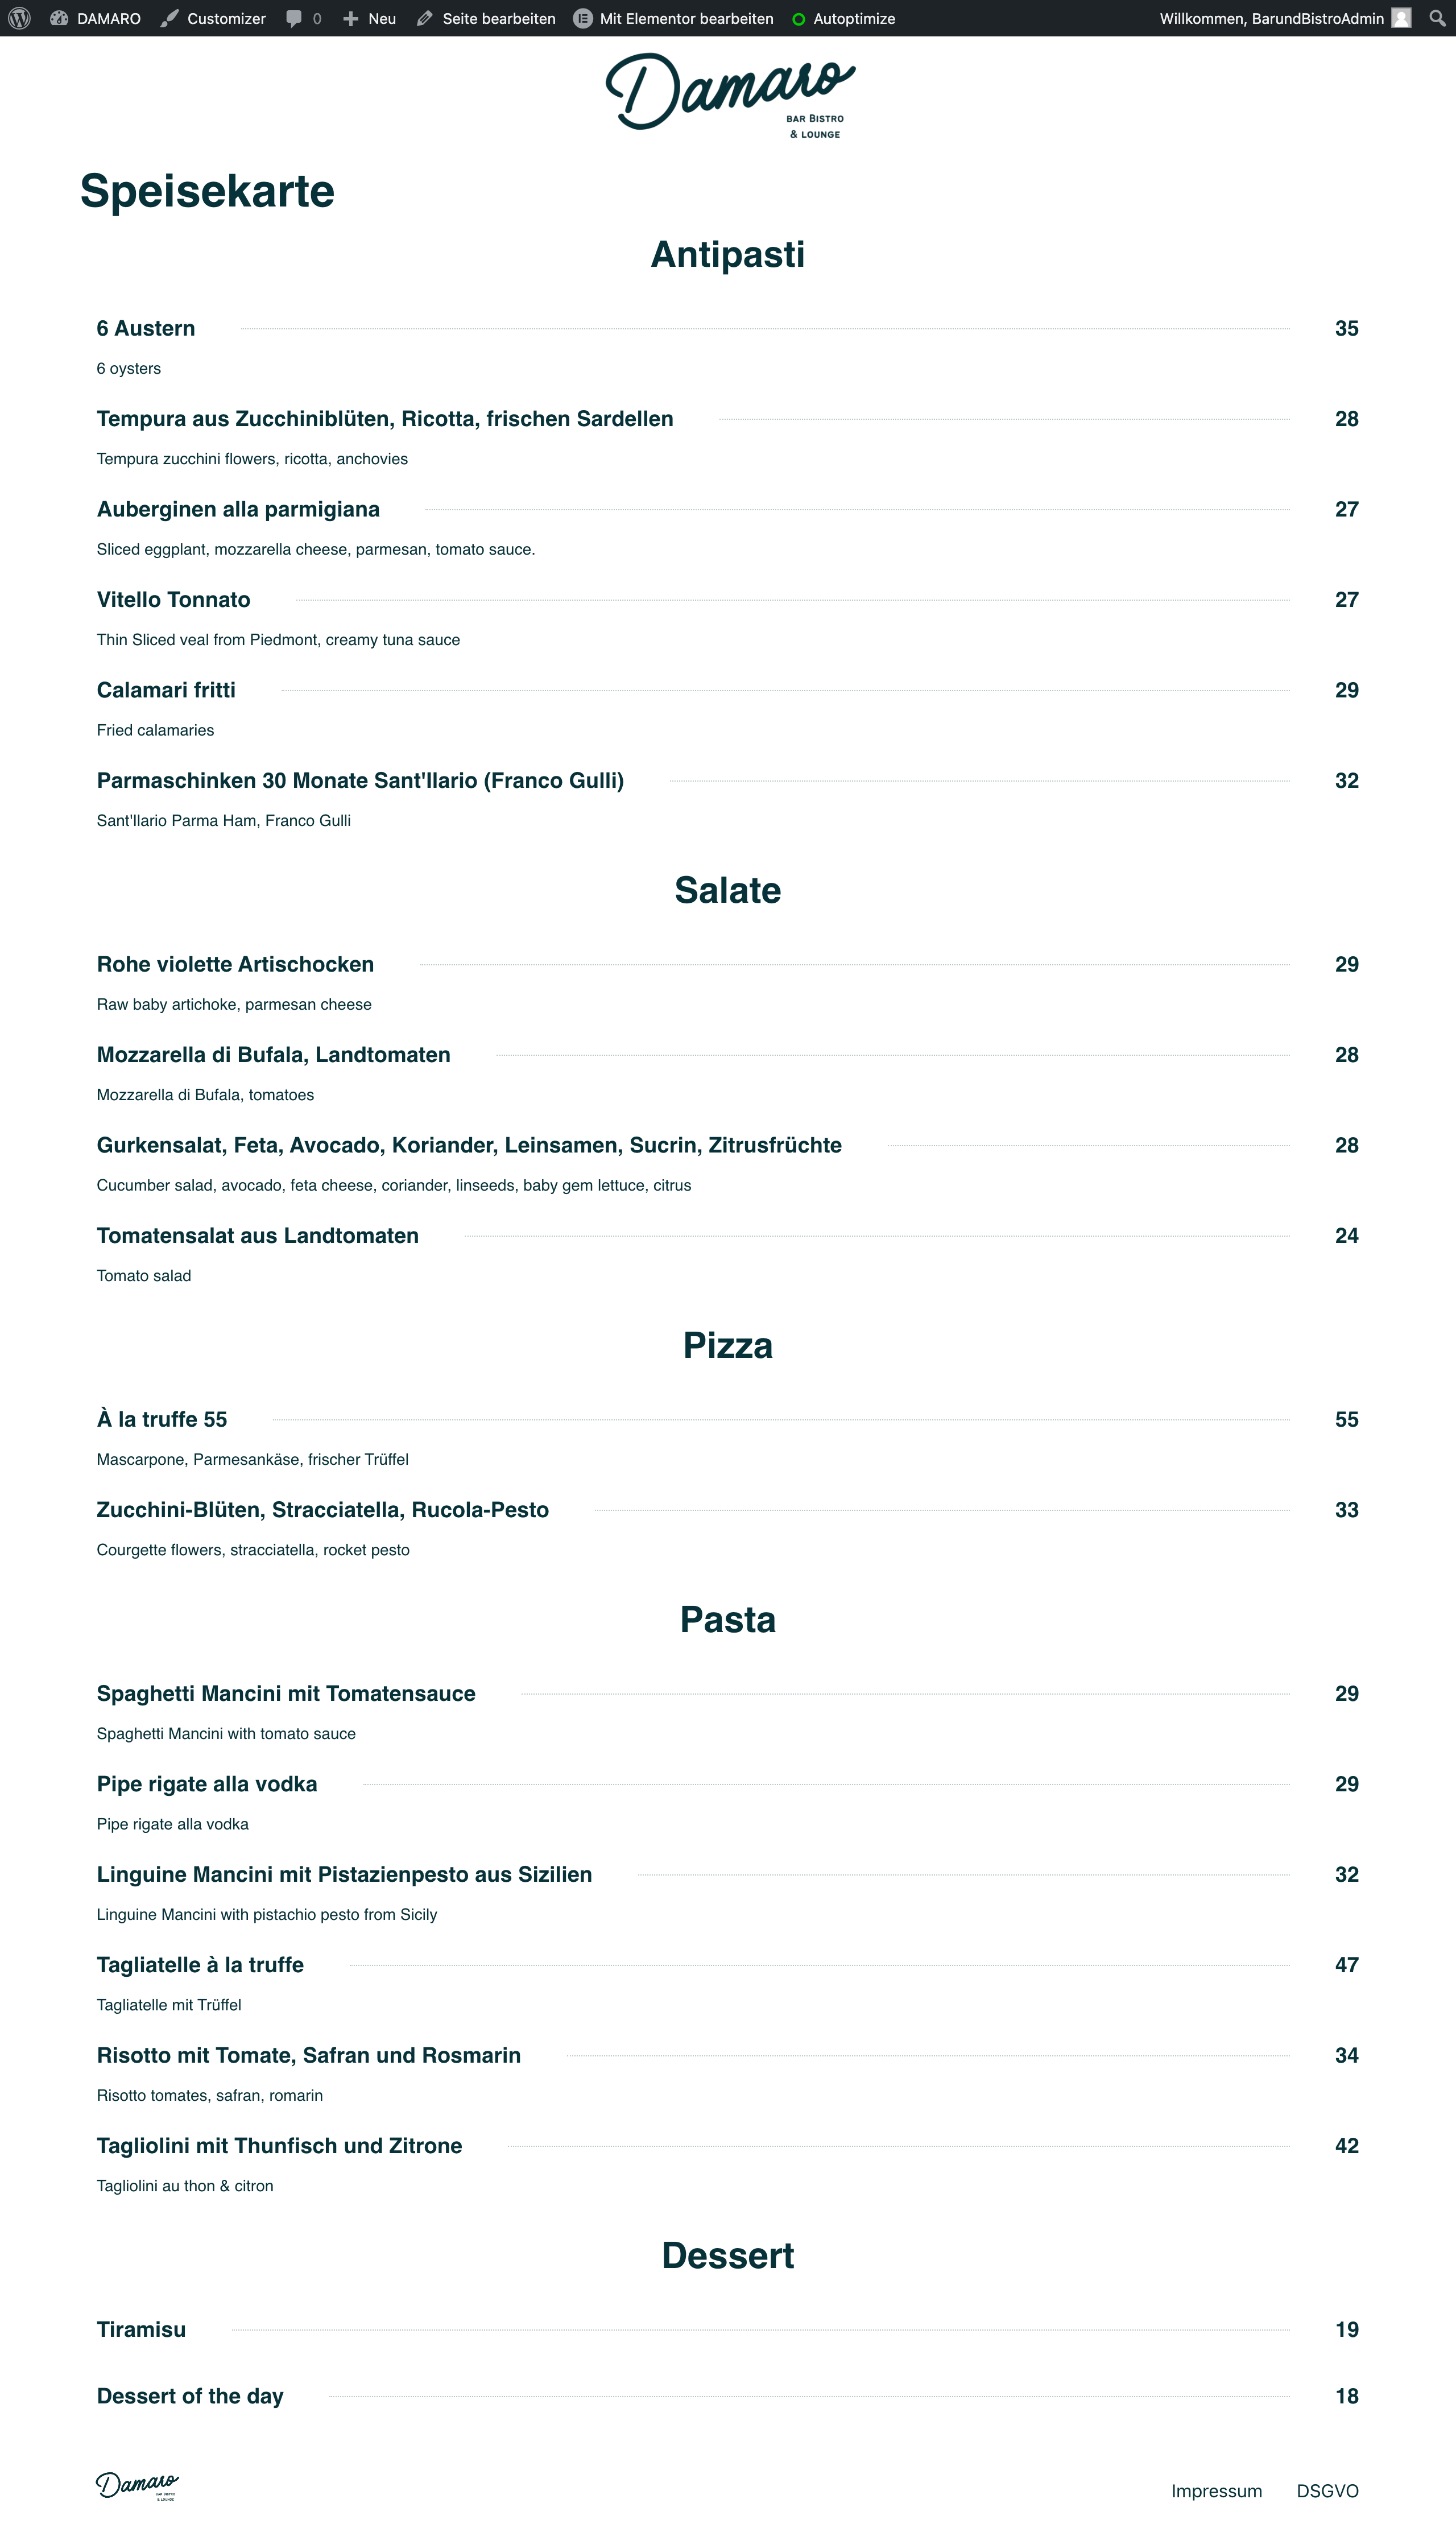 DAMARO Customizer 0 Neu Seite bearbeiten Mit Elementor bearbeiten Autoptimize Willkommen, BarundBistroAdmin
Damaro
BAR BISTRO
& LOUNGE
Speisekarte
Antipasti
6 Austern 35
6 oysters
Tempura aus Zucchiniblüten, Ricotta, frischen Sardellen 28
Tempura zucchini flowers, ricotta, anchovies
Auberginen alla parmigiana 27
Sliced eggplant, mozzarella cheese, parmesan, tomato sauce.
Vitello Tonnato 27
Thin Sliced veal from Piedmont, creamy tuna sauce
Calamari fritti 29
Fried calamaries
Parmaschinken 30 Monate Sant'Ilario (Franco Gulli) 32
Sant'Ilario Parma Ham, Franco Gulli
Salate
Rohe violette Artischocken 29
Raw baby artichoke, parmesan cheese
Mozzarella di Bufala, Landtomaten 28
Mozzarella di Bufala, tomatoes
Gurkensalat, Feta, Avocado, Koriander, Leinsamen, Sucrin, Zitrusfrüchte 28
Cucumber salad, avocado, feta cheese, coriander, linseeds, baby gem lettuce, citrus
Tomatensalat aus Landtomaten 24
Tomato salad
Pizza
À la truffe 55 55
Mascarpone, Parmesankäse, frischer Trüffel
Zucchini-Blüten, Stracciatella, Rucola-Pesto 33
Courgette flowers, stracciatella, rocket pesto
Pasta
Spaghetti Mancini mit Tomatensauce 29
Spaghetti Mancini with tomato sauce
Pipe rigate alla vodka 29
Pipe rigate alla vodka
Linguine Mancini mit Pistazienpesto aus Sizilien 32
Linguine Mancini with pistachio pesto from Sicily
Tagliatelle à la truffe 47
Tagliatelle mit Trüffel
Risotto mit Tomate, Safran und Rosmarin 34
Risotto tomates, safran, romarin
Tagliolini mit Thunfisch und Zitrone 42
Tagliolini au thon & citron
Dessert
Tiramisu 19
Dessert of the day 18
Damaro
BAR BISTRO
& LOUNGE
Impressum DSGVO